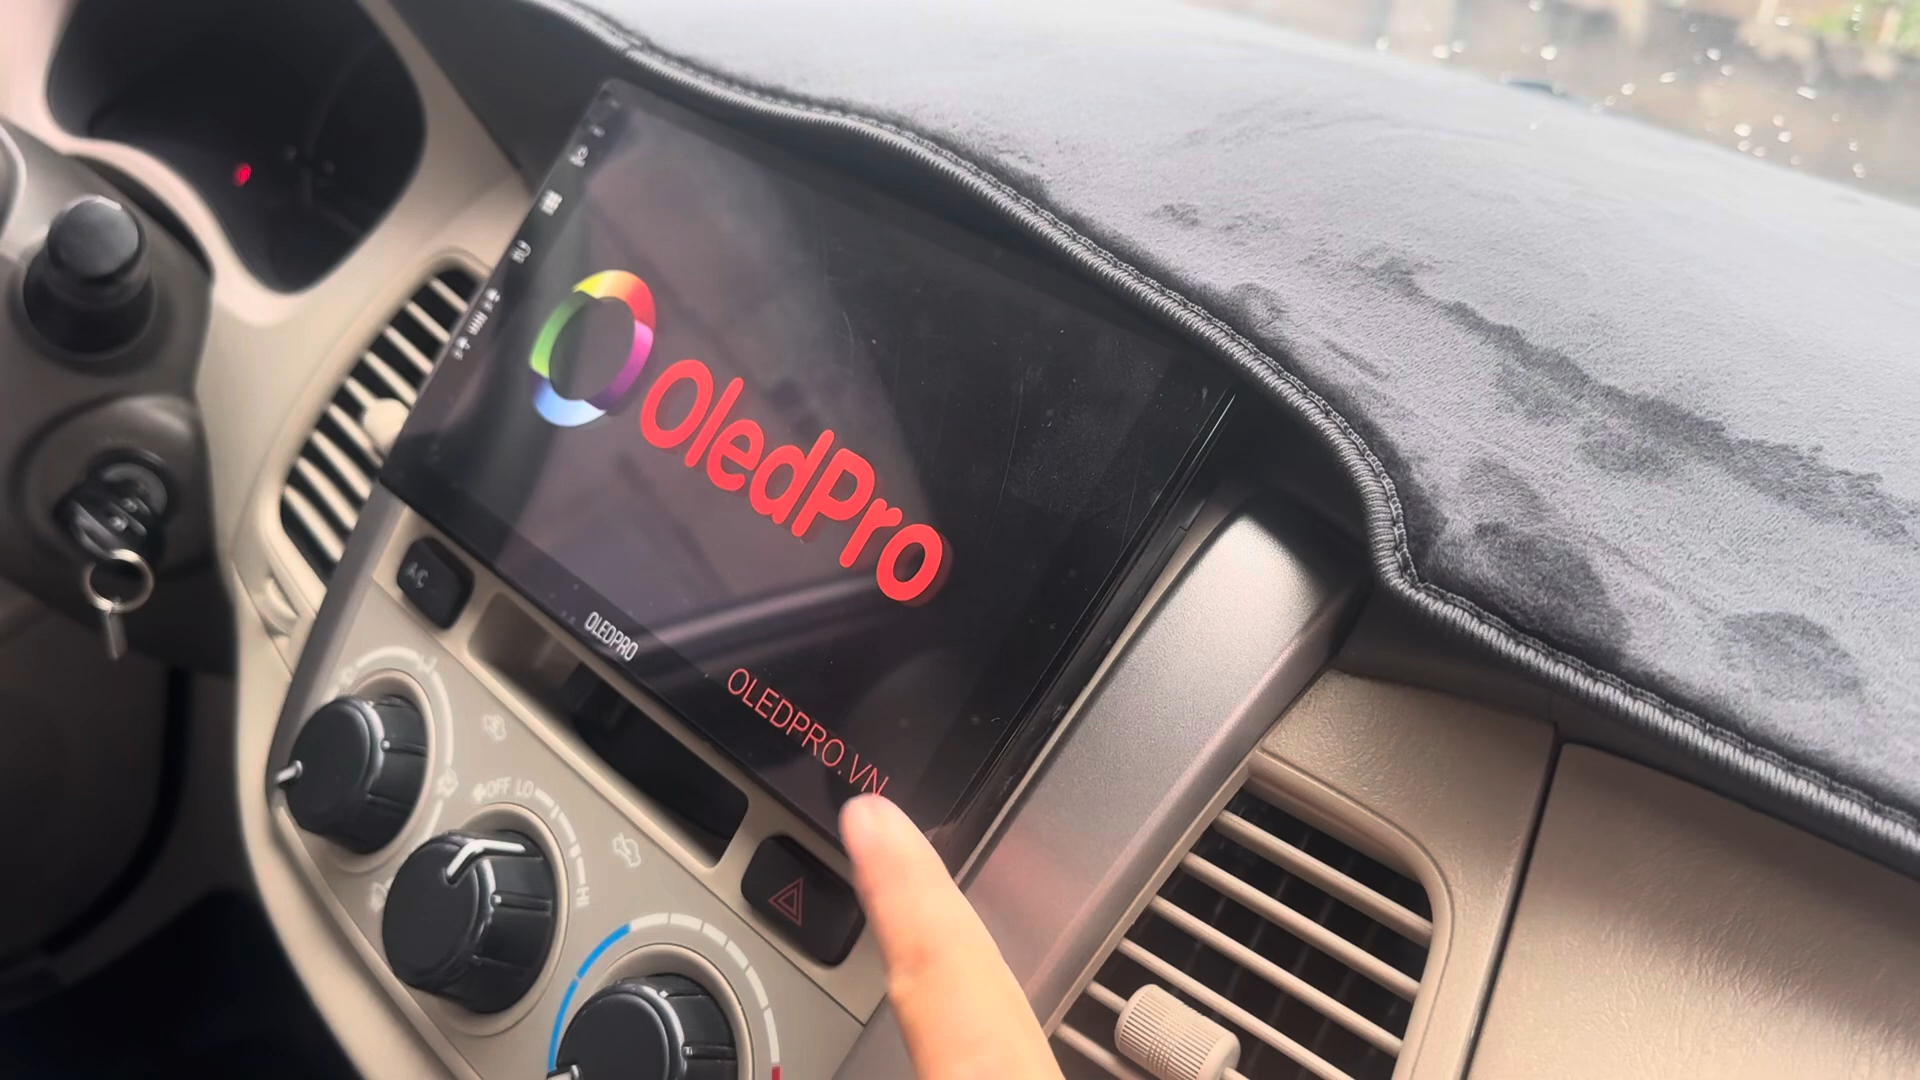 OledPro
OLEDPRO
OLEDPRO.VN
A/C
OFF LO
HI